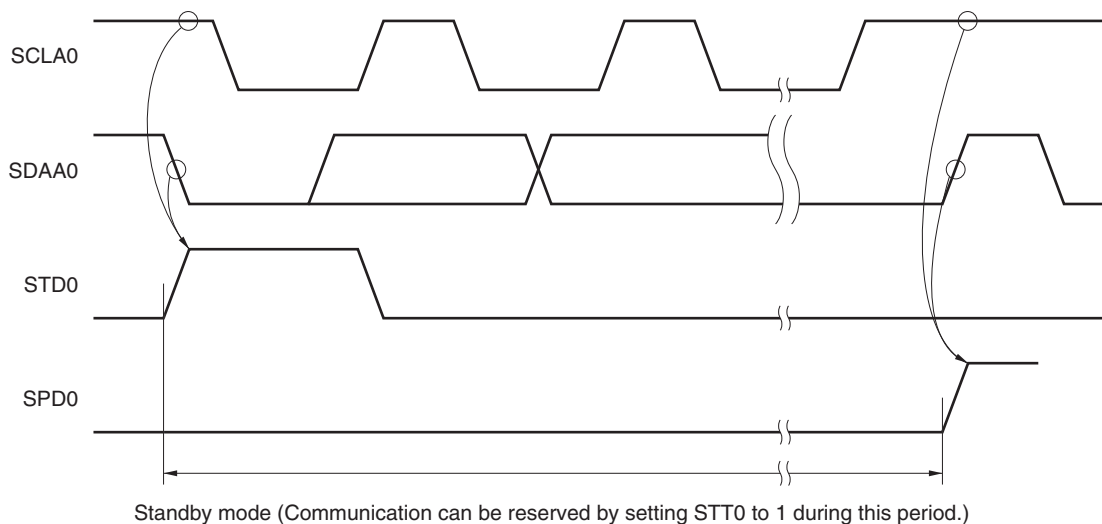 SCLA0
SDAA0
STD0
SPD0
Standby mode (Communication can be reserved by setting STT0 to 1 during this period.)